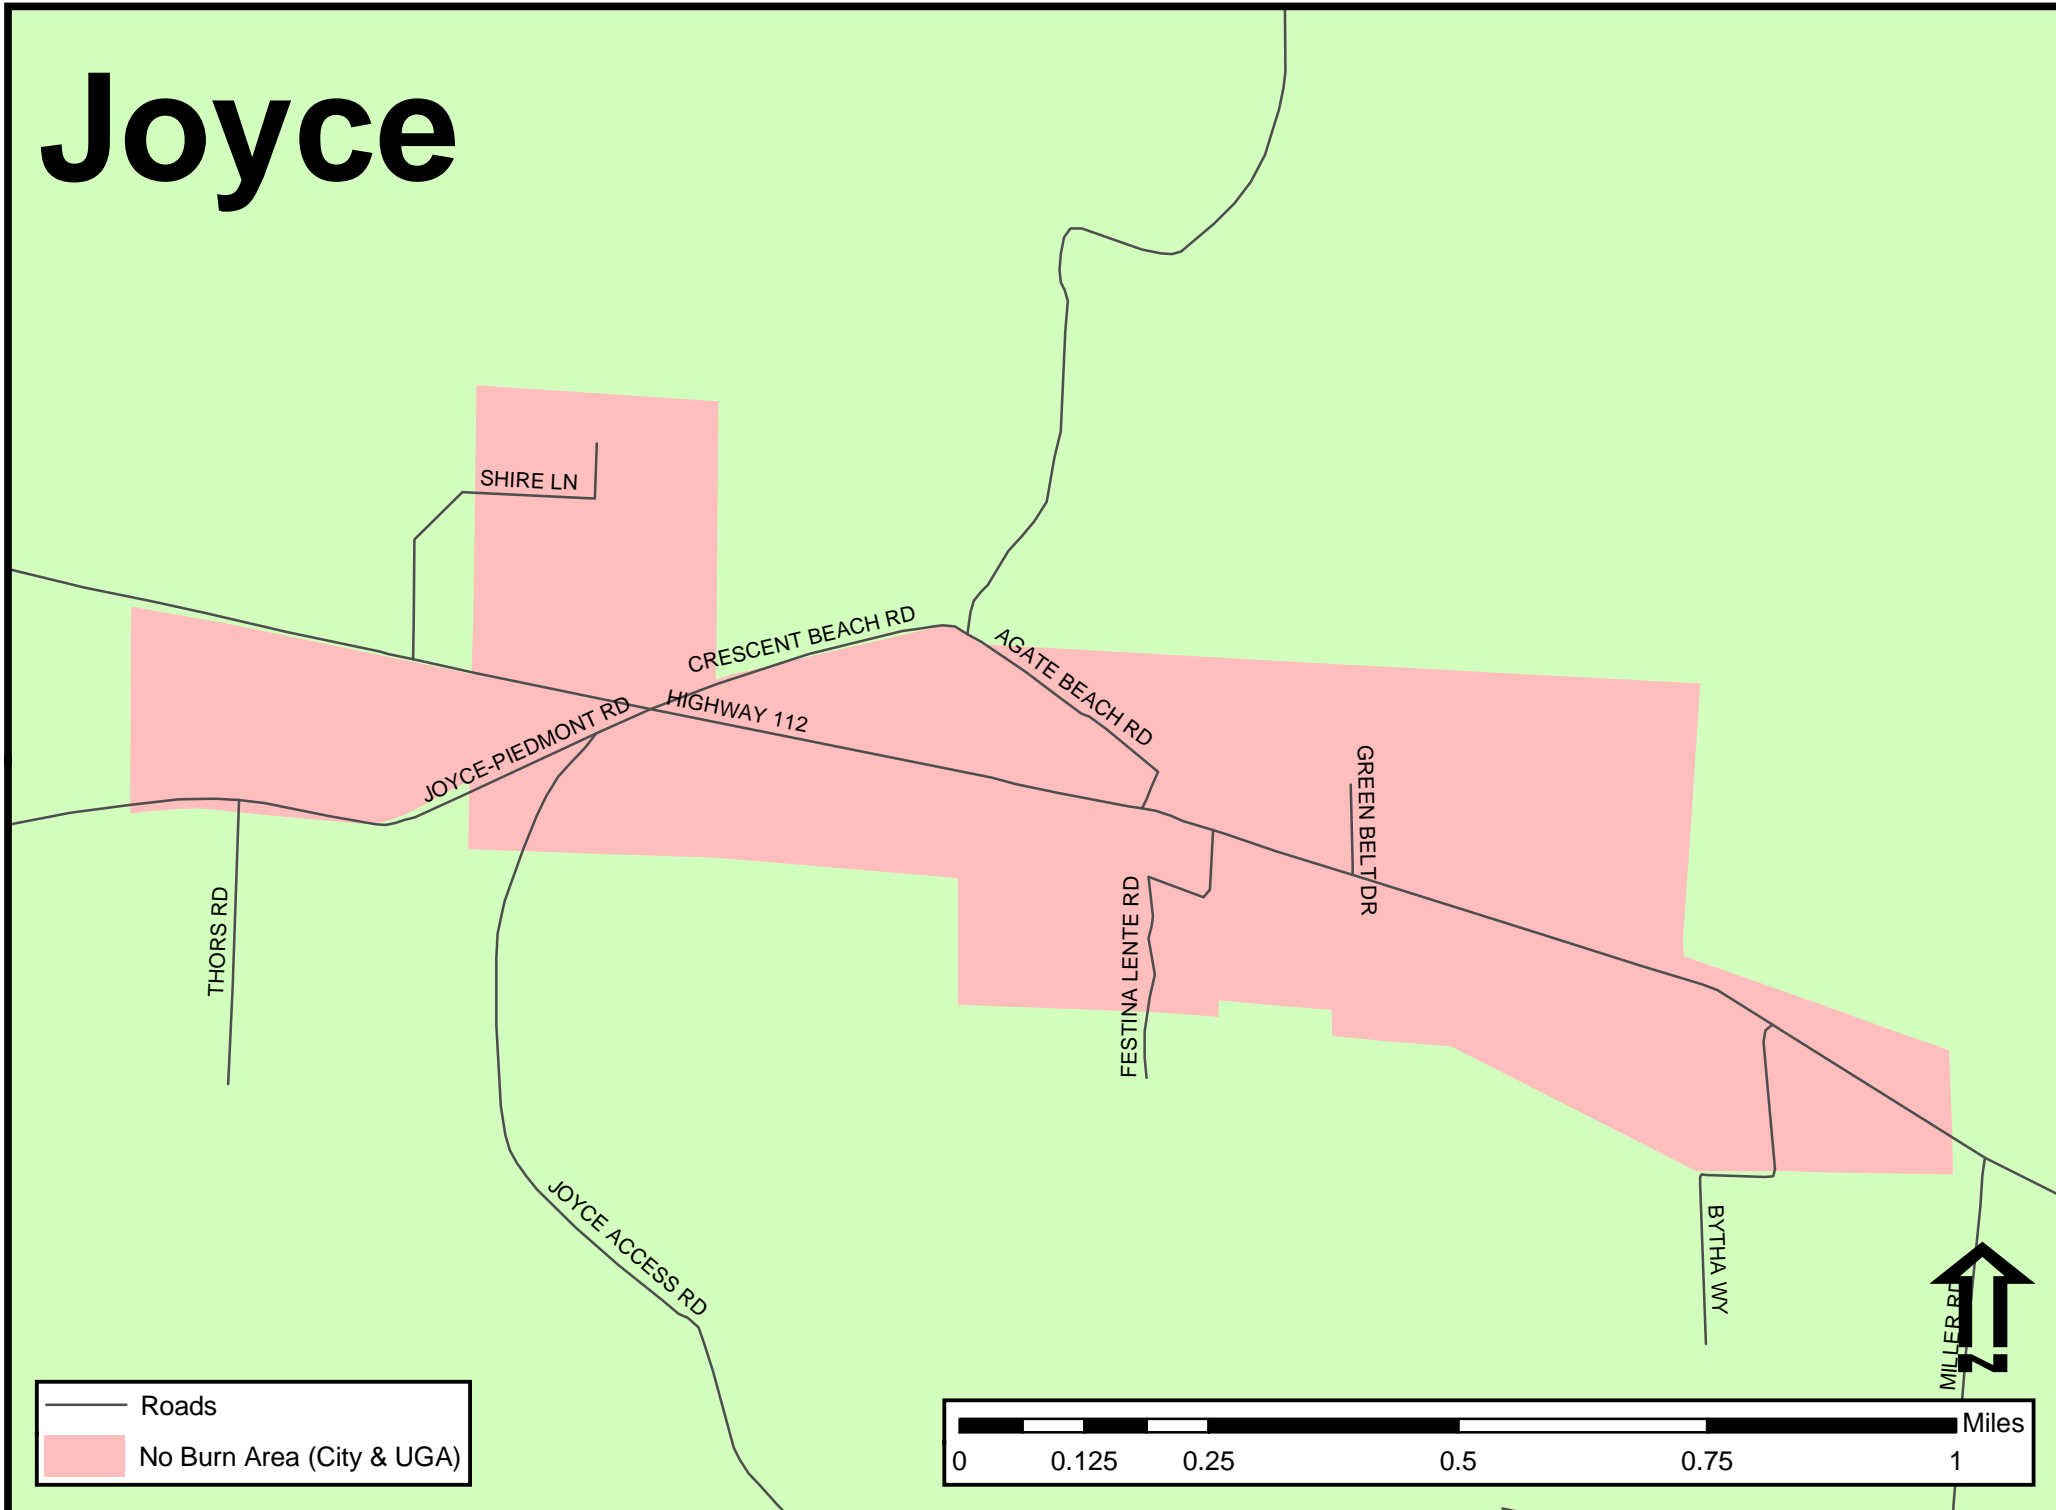 Joyce
SHIRE LN
CRESCENT BEACH RD
AGATE BEACH RD
HIGHWAY 112
JOYCE-PIEDMONT RD
GREEN BELT DR
THORS RD
FESTINA LENTE RD
JOYCE ACCESS RD
BYTHA WY
MILLER RD
N
Roads
No Burn Area (City & UGA)
Miles
0 0.125 0.25 0.5 0.75 1